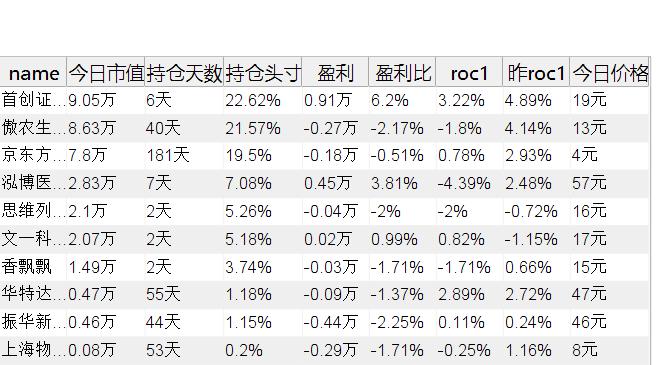 name 今日市值 持仓天数 持仓头寸 盈利 盈利比 roc1 昨roc1 今日价格
首创证... 9.05万 6天 22.62% 0.91万 6.2% 3.22% 4.89% 19元
傲农生... 8.63万 40天 21.57% -0.27万 -2.17% -1.8% 4.14% 13元
京东方... 7.8万 181天 19.5% -0.18万 -0.51% 0.78% 2.93% 4元
泓博医... 2.83万 7天 7.08% 0.45万 3.81% -4.39% 2.48% 57元
思维列... 2.1万 2天 5.26% -0.04万 -2% -2% -0.72% 16元
文一科... 2.07万 2天 5.18% 0.02万 0.99% 0.82% -1.15% 17元
香飘飘 1.49万 2天 3.74% -0.03万 -1.71% -1.71% 0.66% 15元
华特达... 0.47万 55天 1.18% -0.09万 -1.37% 2.89% 2.72% 47元
振华新... 0.46万 44天 1.15% -0.44万 -2.25% 0.11% 0.24% 46元
上海物... 0.08万 53天 0.2% -0.29万 -1.71% -0.25% 1.16% 8元